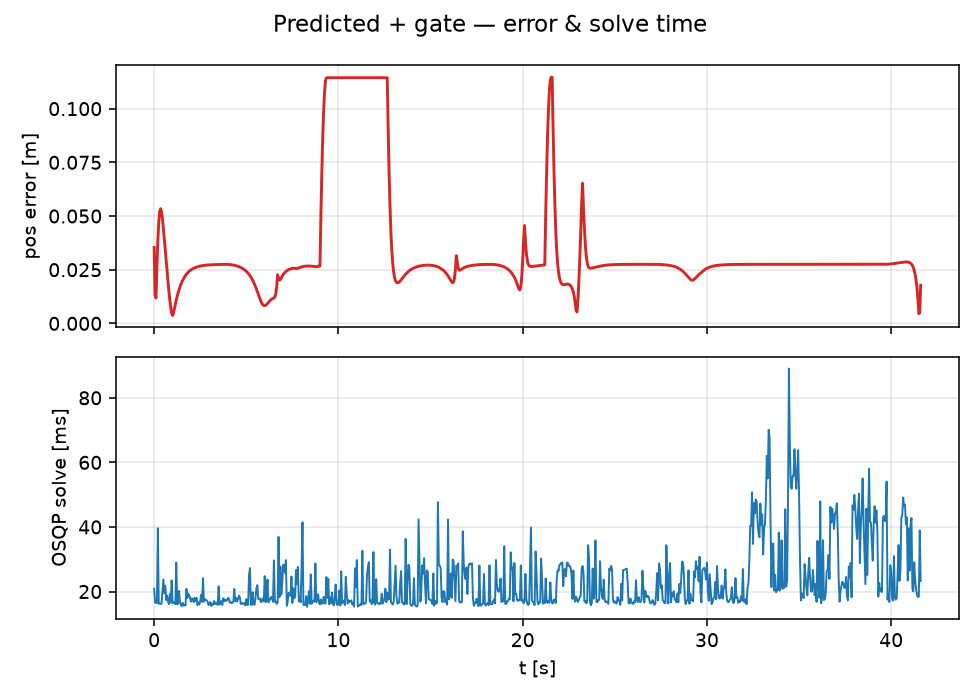 Predicted + gate — error & solve time
pos error [m]
0.100
0.075
0.050
0.025
0.000
OSQP solve [ms]
80
60
40
20
0 10 20 30 40
t [s]